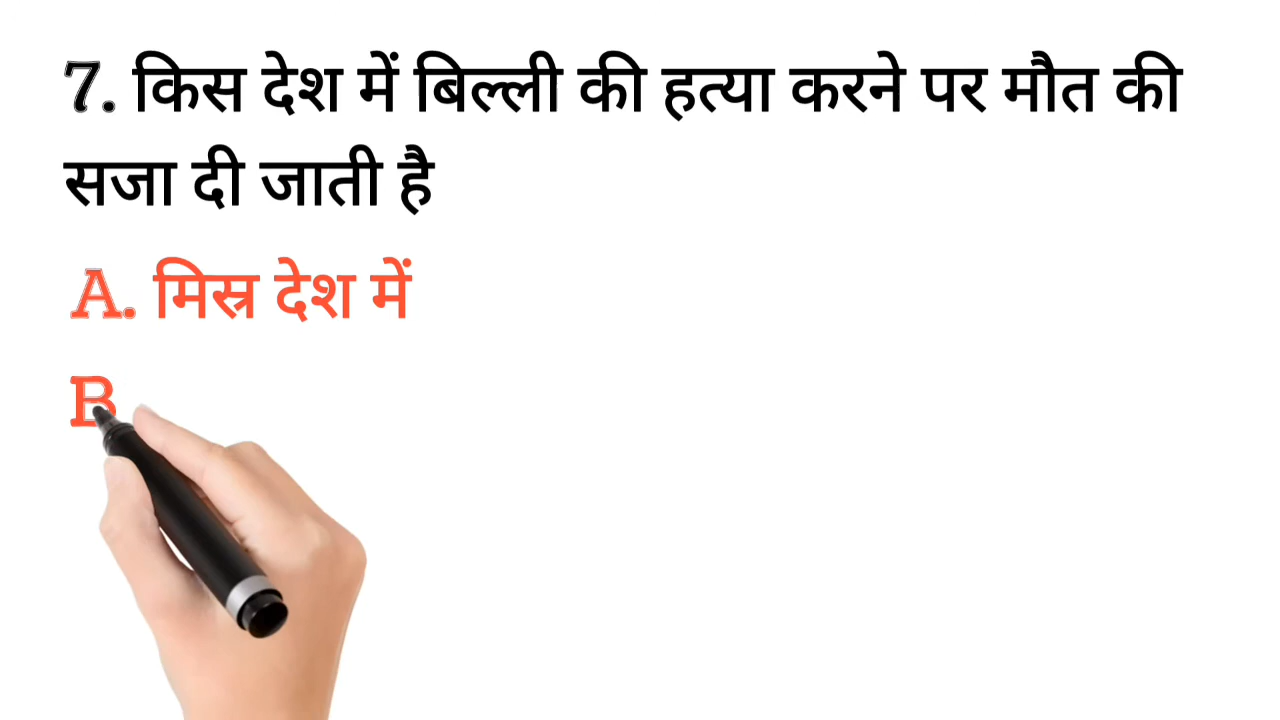 7. किस देश में बिल्ली की हत्या करने पर मौत की
सजा दी जाती है
A. मिस्र देश में
B